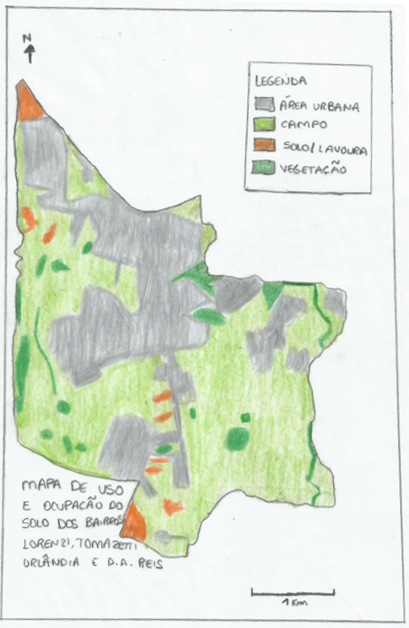 N
LEGENDA
ÁREA URBANA
CAMPO
SOLO/LAVOURA
VEGETAÇÃO
MAPA DE USO
E OCUPAÇÃO DO
SOLO DOS BAIRROS
LORENZI, TOMAZETTI
URLÂNDIA E D.A. REIS
1 Km